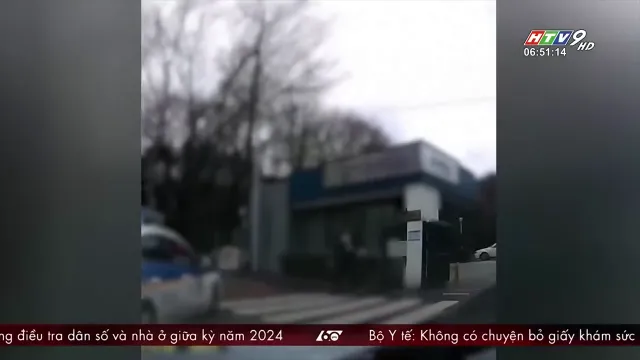 HTV9 HD
06:51:14
ng điều tra dân số và nhà ở giữa kỳ năm 2024 60 Bộ Y tế: Không có chuyện bỏ giấy khám sức